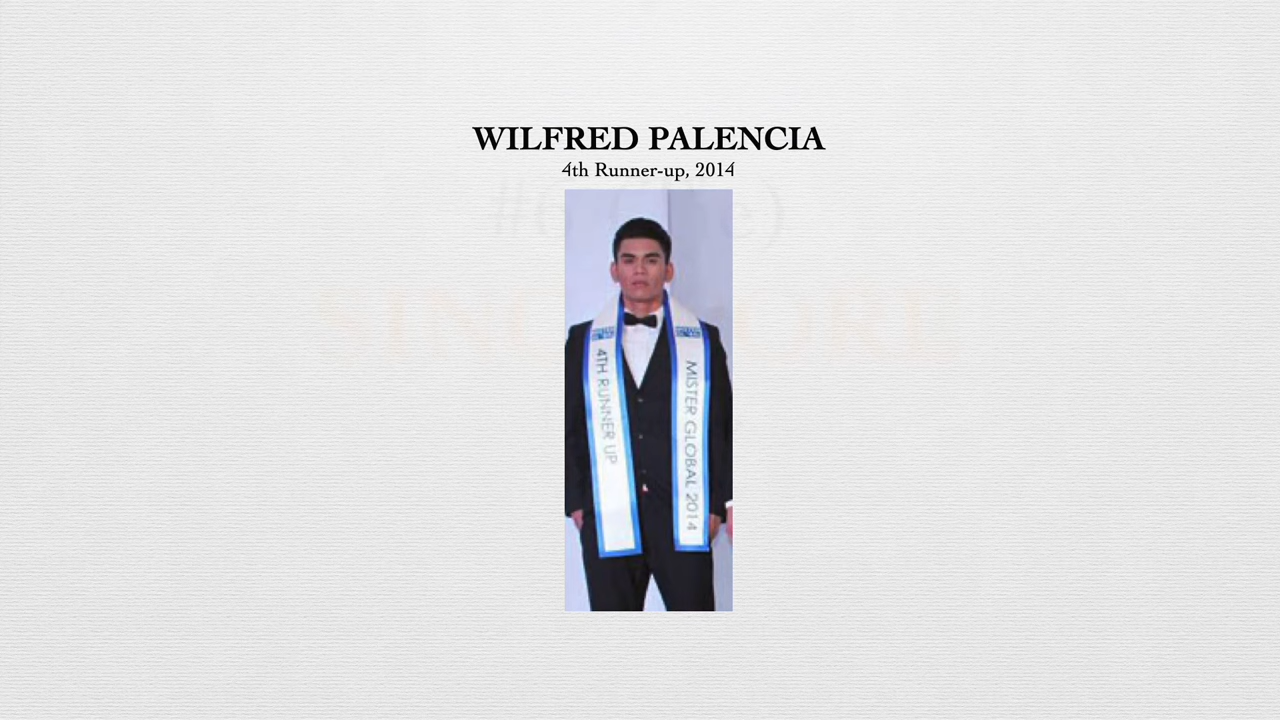 WILFRED PALENCIA
4th Runner-up, 2014
4TH RUNNER UP
MISTER GLOBAL 2014